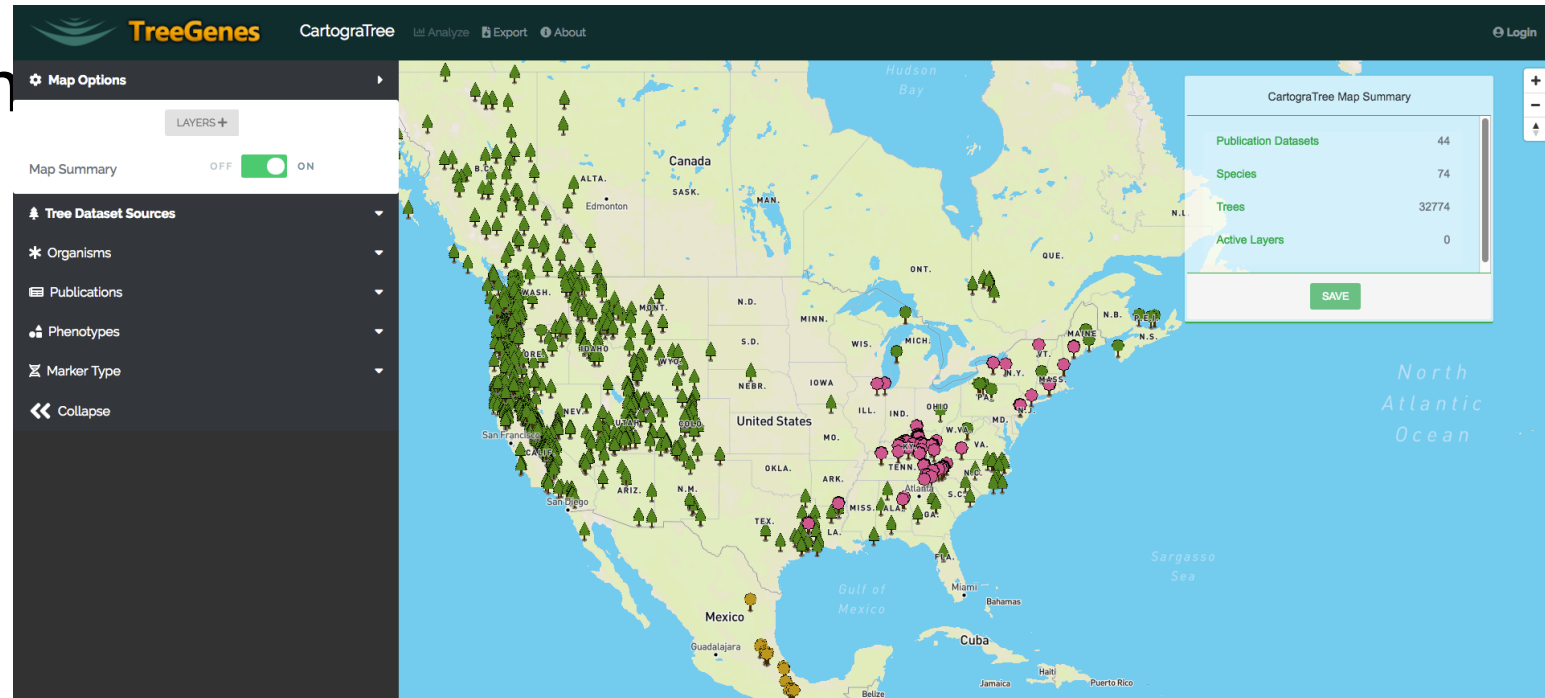 TreeGenes CartograTree Analyze Export About Login
Map Options
LAYERS+
Map Summary OFF ON
Tree Dataset Sources
Organisms
Publications
Phenotypes
Marker Type
Collapse
CartograTree Map Summary
Publication Datasets 44
Species 74
Trees 32774
Active Layers 0
SAVE
+
−
Hudson
Bay
Canada
B.C.
ALTA.
SASK.
Edmonton
MAN.
N.L.
QUE.
ONT.
WASH.
MONT.
N.D.
MINN.
N.B.
P.E.I.
N.S.
MAINE
ORE.
IDAHO
WYO.
S.D.
WIS.
MICH.
VT.
N.Y.
MASS.
NEBR.
IOWA
PA.
N.J.
NEV.
UTAH
COLO.
United States
ILL.
IND.
OHIO
MD.
W.VA.
VA.
San Francisco
CALIF.
MO.
KY.
OKLA.
TENN.
N.C.
ARIZ.
N.M.
ARK.
Atlanta
S.C.
San Diego
MISS.
ALA.
GA.
TEX.
LA.
FLA.
North
Atlantic
Ocean
Sargasso
Sea
Gulf of
Mexico
Miami
Bahamas
Mexico
Guadalajara
Cuba
Haiti
Jamaica
Puerto Rico
Belize